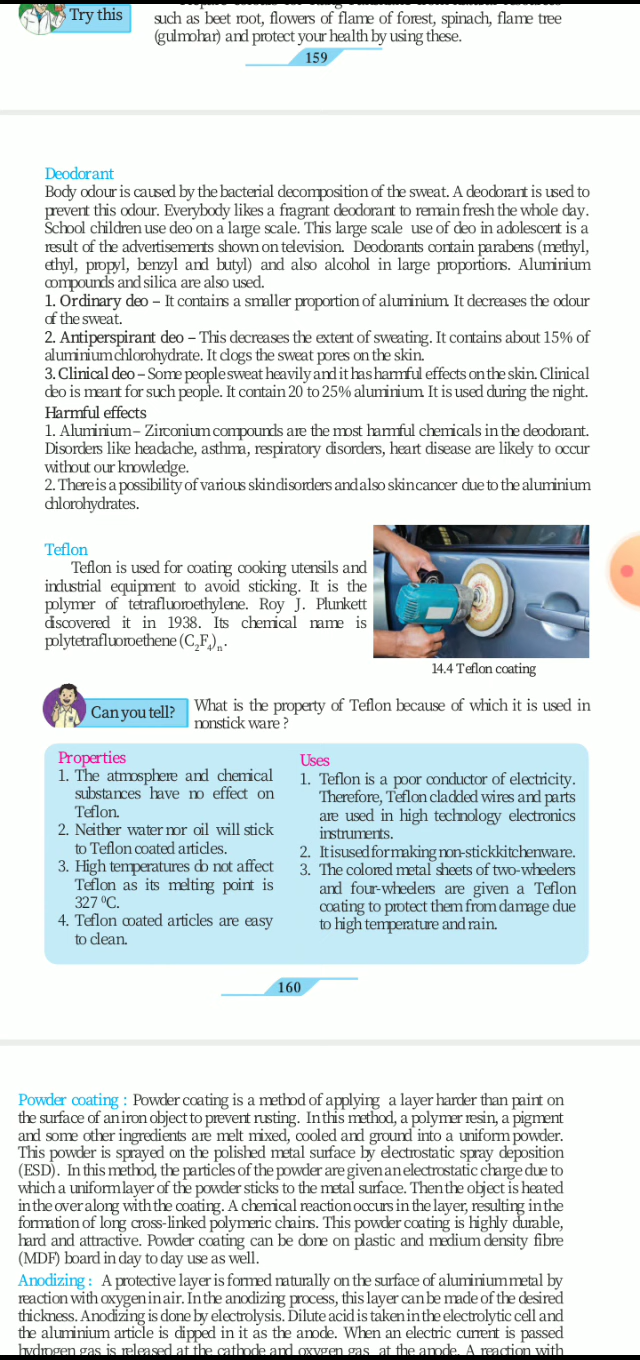 Try this
such as beet root, flowers of flame of forest, spinach, flame tree
(gulmohar) and protect your health by using these.
159
Deodorant
Body odour is caused by the bacterial decomposition of the sweat. A deodorant is used to
prevent this odour. Everybody likes a fragrant deodorant to remain fresh the whole day.
School children use deo on a large scale. This large scale use of deo in adolescent is a
result of the advertisements shown on television. Deodorants contain parabens (methyl,
ethyl, propyl, benzyl and butyl) and also alcohol in large proportions. Aluminium
compounds and silica are also used.
1. Ordinary deo – It contains a smaller proportion of aluminium. It decreases the odour
of the sweat.
2. Antiperspirant deo – This decreases the extent of sweating. It contains about 15% of
aluminium chlorohydrate. It clogs the sweat pores on the skin.
3. Clinical deo – Some people sweat heavily and it has harmful effects on the skin. Clinical
deo is meant for such people. It contain 20 to 25% aluminium. It is used during the night.
Harmful effects
1. Aluminium – Zirconium compounds are the most harmful chemicals in the deodorant.
Disorders like headache, asthma, respiratory disorders, heart disease are likely to occur
without our knowledge.
2. There is a possibility of various skin disorders and also skin cancer due to the aluminium
chlorohydrates.
Teflon
Teflon is used for coating cooking utensils and
industrial equipment to avoid sticking. It is the
polymer of tetrafluoroethylene. Roy J. Plunkett
discovered it in 1938. Its chemical name is
polytetrafluoroethene (C₂F₄)ₙ.
14.4 Teflon coating
Can you tell?
What is the property of Teflon because of which it is used in
nonstick ware ?
Properties
1. The atmosphere and chemical
substances have no effect on
Teflon.
2. Neither water nor oil will stick
to Teflon coated articles.
3. High temperatures do not affect
Teflon as its melting point is
327 ⁰C.
4. Teflon coated articles are easy
to clean.
Uses
1. Teflon is a poor conductor of electricity.
Therefore, Teflon cladded wires and parts
are used in high technology electronics
instruments.
2. It is used for making non-stick kitchenware.
3. The colored metal sheets of two-wheelers
and four-wheelers are given a Teflon
coating to protect them from damage due
to high temperature and rain.
160
Powder coating : Powder coating is a method of applying a layer harder than paint on
the surface of an iron object to prevent rusting. In this method, a polymer resin, a pigment
and some other ingredients are melt mixed, cooled and ground into a uniform powder.
This powder is sprayed on the polished metal surface by electrostatic spray deposition
(ESD). In this method, the particles of the powder are given an electrostatic charge due to
which a uniform layer of the powder sticks to the metal surface. Then the object is heated
in the over along with the coating. A chemical reaction occurs in the layer, resulting in the
formation of long cross-linked polymeric chains. This powder coating is highly durable,
hard and attractive. Powder coating can be done on plastic and medium density fibre
(MDF) board in day to day use as well.
Anodizing : A protective layer is formed naturally on the surface of aluminium metal by
reaction with oxygen in air. In the anodizing process, this layer can be made of the desired
thickness. Anodizing is done by electrolysis. Dilute acid is taken in the electrolytic cell and
the aluminium article is dipped in it as the anode. When an electric current is passed
hydrogen gas is released at the cathode and oxygen gas at the anode. A reaction with